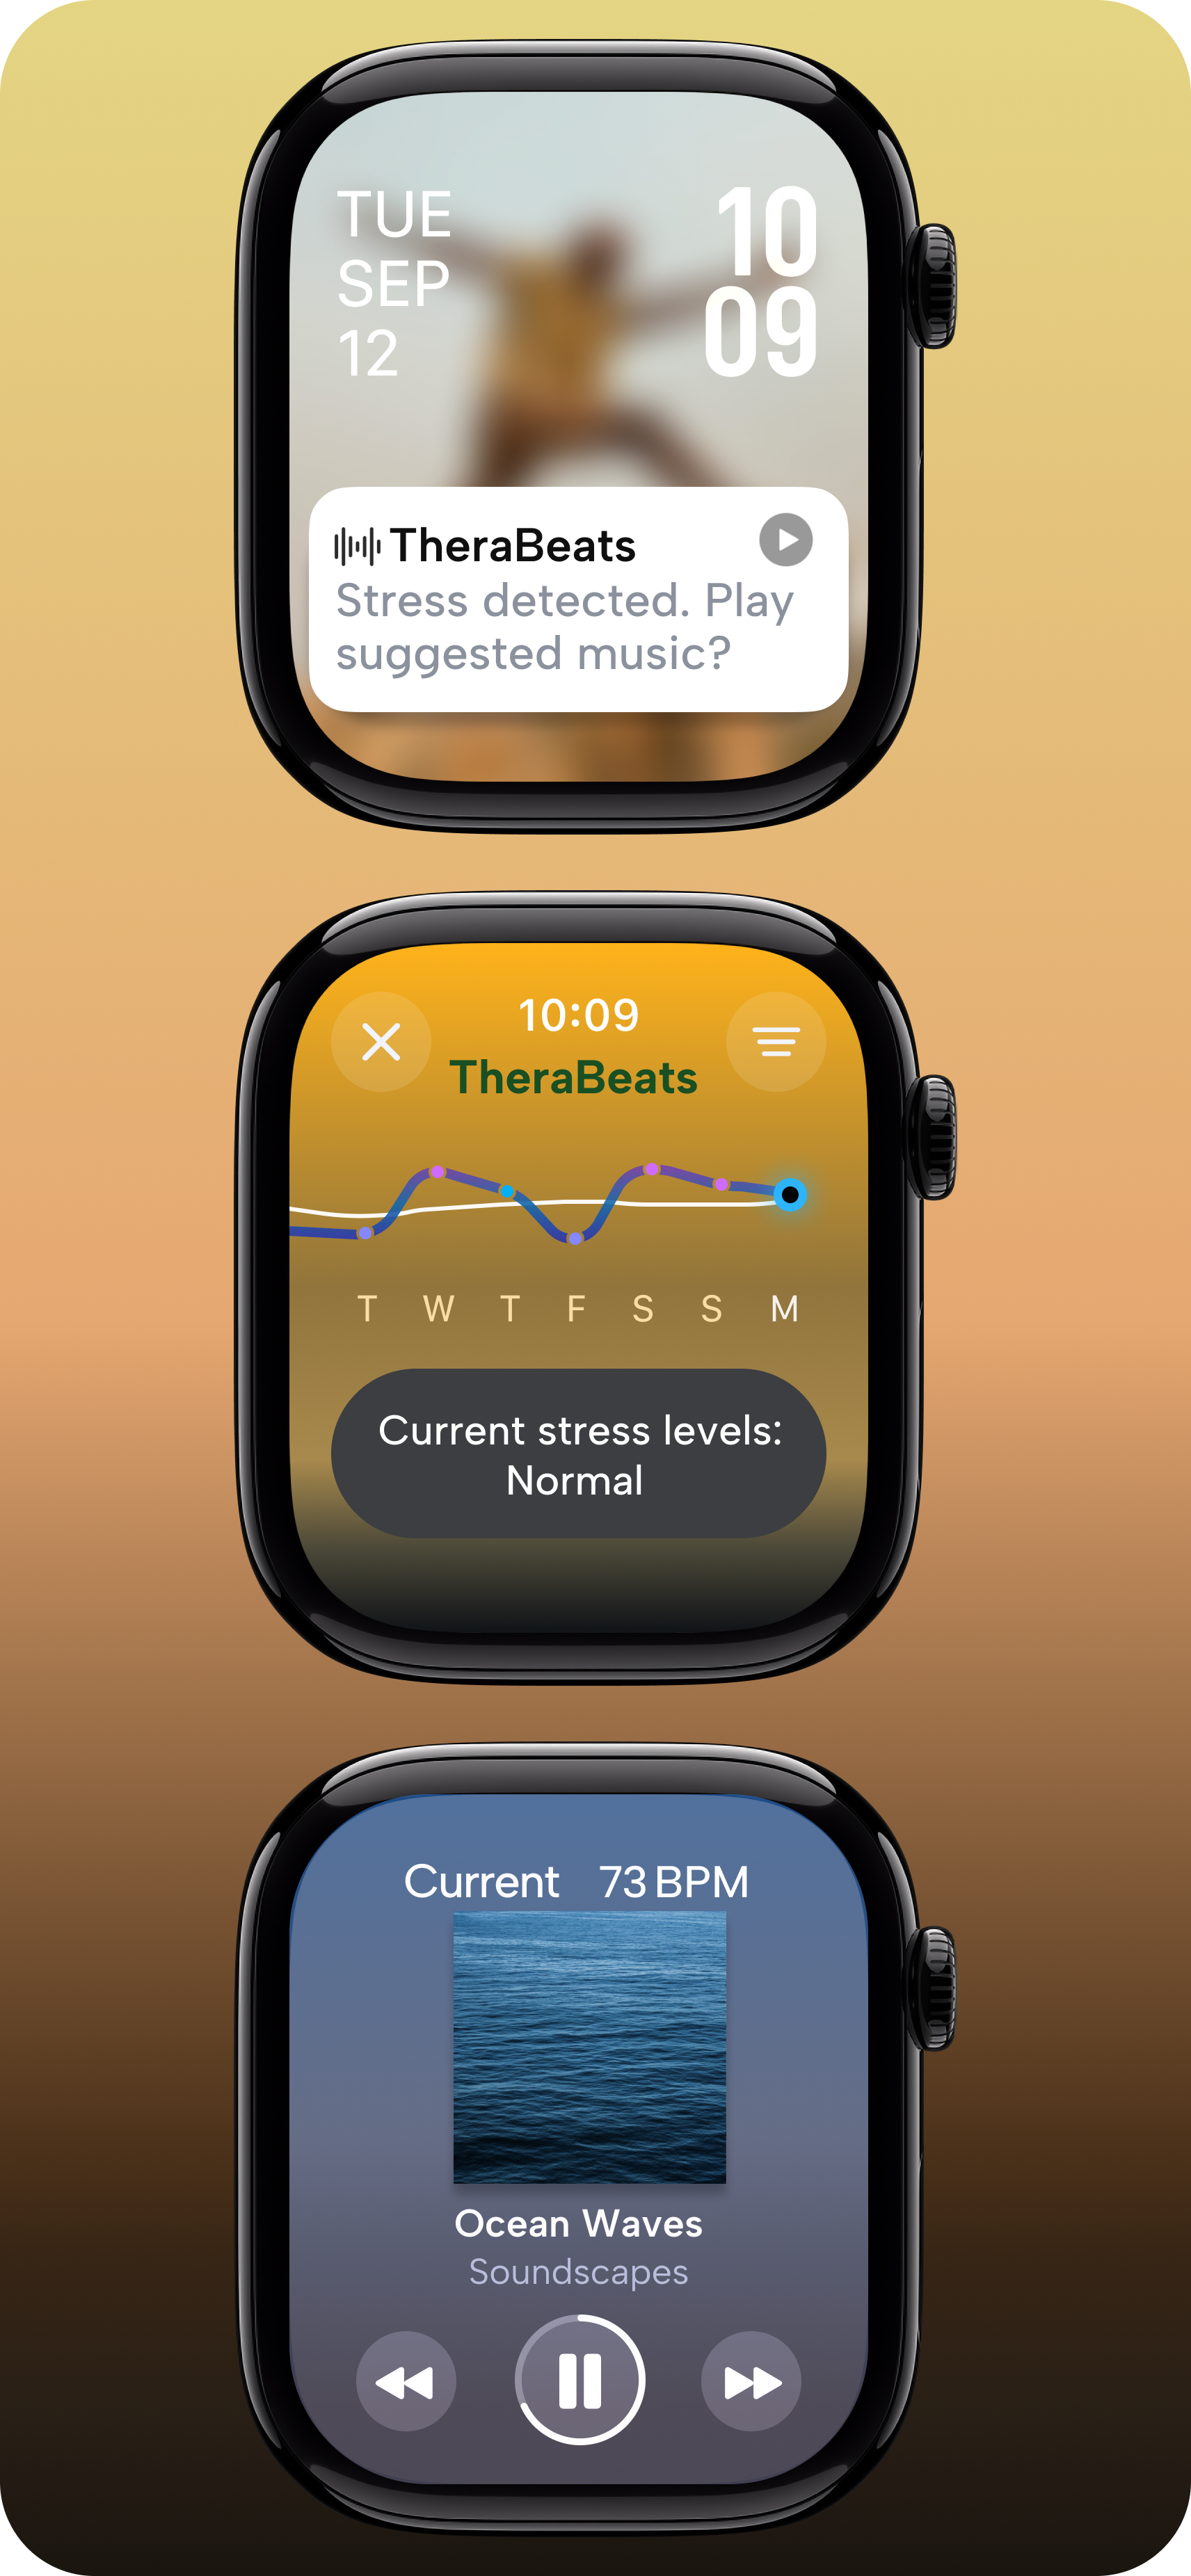 TUE
SEP
12
10
09
TheraBeats
Stress detected. Play
suggested music?
10:09
TheraBeats
T W T F S S M
Current stress levels:
Normal
Current 73 BPM
Ocean Waves
Soundscapes